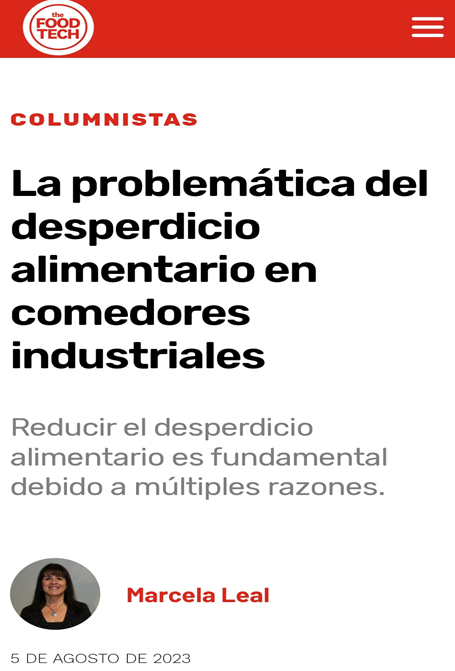 the
FOOD
TECH
COLUMNISTAS
La problemática del
desperdicio
alimentario en
comedores
industriales
Reducir el desperdicio
alimentario es fundamental
debido a múltiples razones.
Marcela Leal
5 DE AGOSTO DE 2023